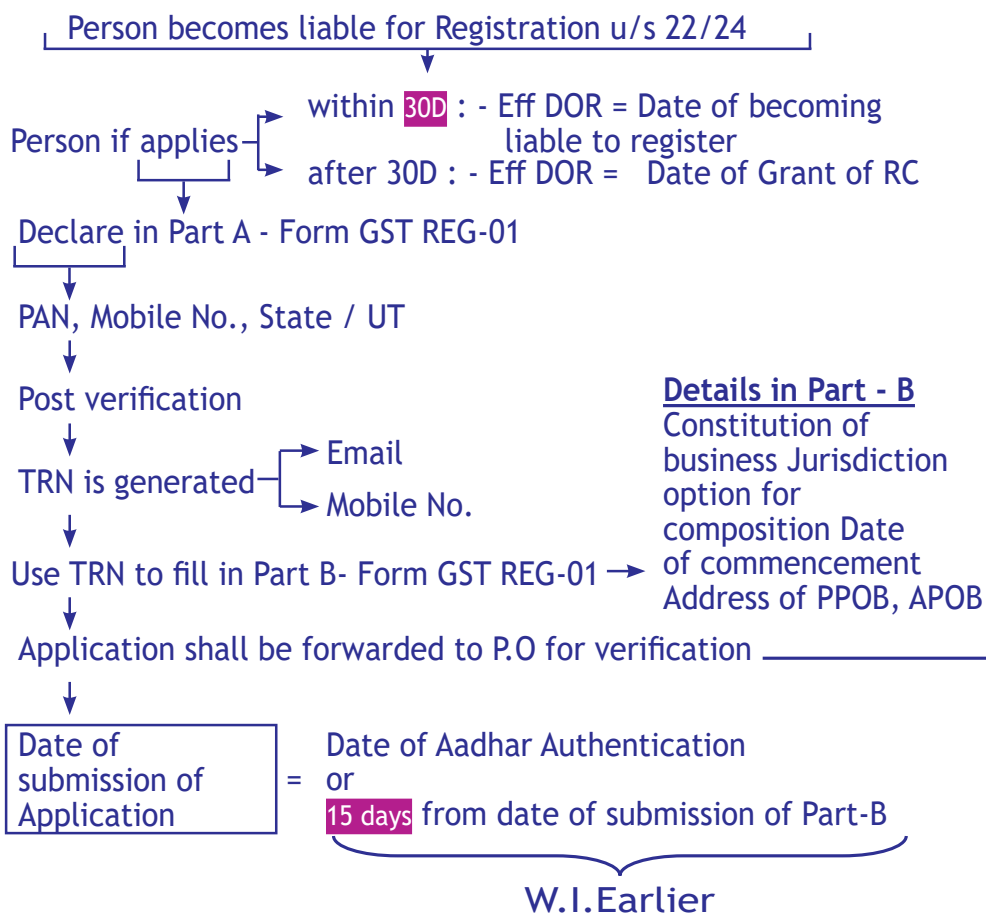 Person becomes liable for Registration u/s 22/24
within 30D : - Eff DOR = Date of becoming
liable to register
Person if applies
after 30D : - Eff DOR = Date of Grant of RC
Declare in Part A - Form GST REG-01
PAN, Mobile No., State / UT
Post verification
TRN is generated
Email
Mobile No.
Use TRN to fill in Part B- Form GST REG-01
Details in Part - B
Constitution of
business Jurisdiction
option for
composition Date
of commencement
Address of PPOB, APOB
Application shall be forwarded to P.O for verification
Date of
submission of
Application
=
Date of Aadhar Authentication
or
15 days from date of submission of Part-B
W.I.Earlier